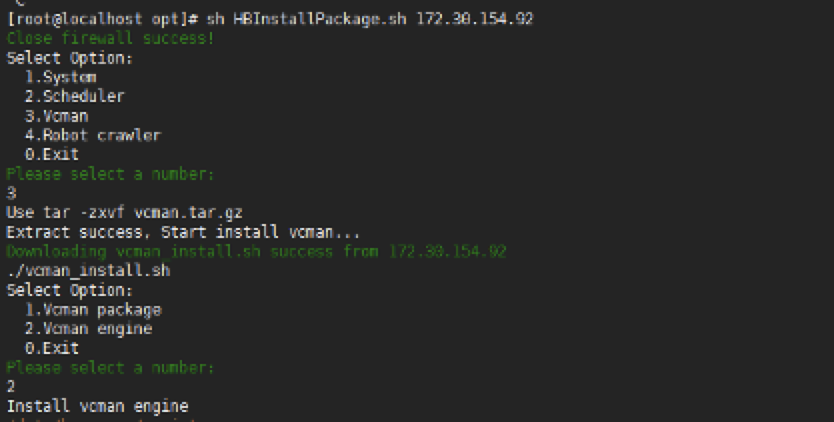 [root@localhost opt]# sh HBInstallPackage.sh 172.30.154.92
Close firewall success!
Select Option:
1.System
2.Scheduler
3.Vcman
4.Robot crawler
0.Exit
Please select a number:
3
Use tar -zxvf vcman.tar.gz
Extract success, Start install vcman...
Downloading vcman_install.sh success from 172.30.154.92
./vcman_install.sh
Select Option:
1.Vcman package
2.Vcman engine
0.Exit
Please select a number:
2
Install vcman engine